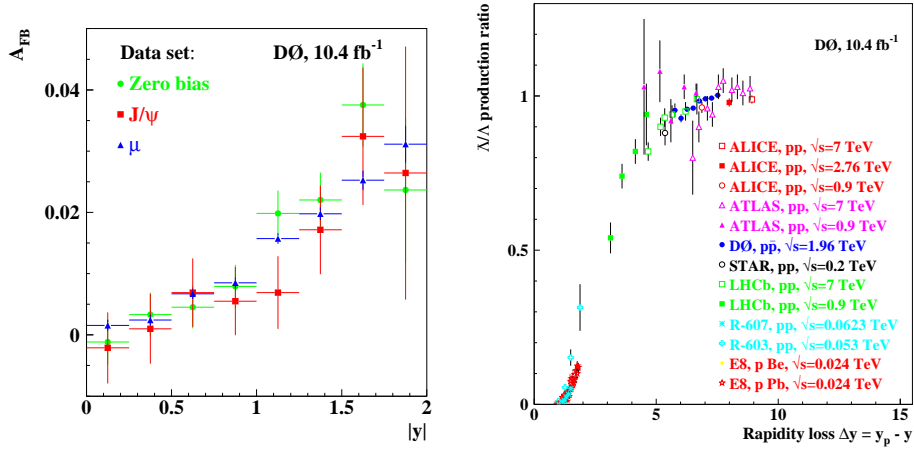 A_FB
Data set:
DØ, 10.4 fb⁻¹
Zero bias
J/ψ
μ
0.04
0.02
0
0 0.5 1 1.5 2
|y|
Λ̄/Λ production ratio
DØ, 10.4 fb⁻¹
1
0.5
0
ALICE, pp, √s=7 TeV
ALICE, pp, √s=2.76 TeV
ALICE, pp, √s=0.9 TeV
ATLAS, pp, √s=7 TeV
ATLAS, pp, √s=0.9 TeV
DØ, pp̄, √s=1.96 TeV
STAR, pp, √s=0.2 TeV
LHCb, pp, √s=7 TeV
LHCb, pp, √s=0.9 TeV
R-607, pp, √s=0.0623 TeV
R-603, pp, √s=0.053 TeV
E8, p Be, √s=0.024 TeV
E8, p Pb, √s=0.024 TeV
0 5 10 15
Rapidity loss Δy = y_p - y